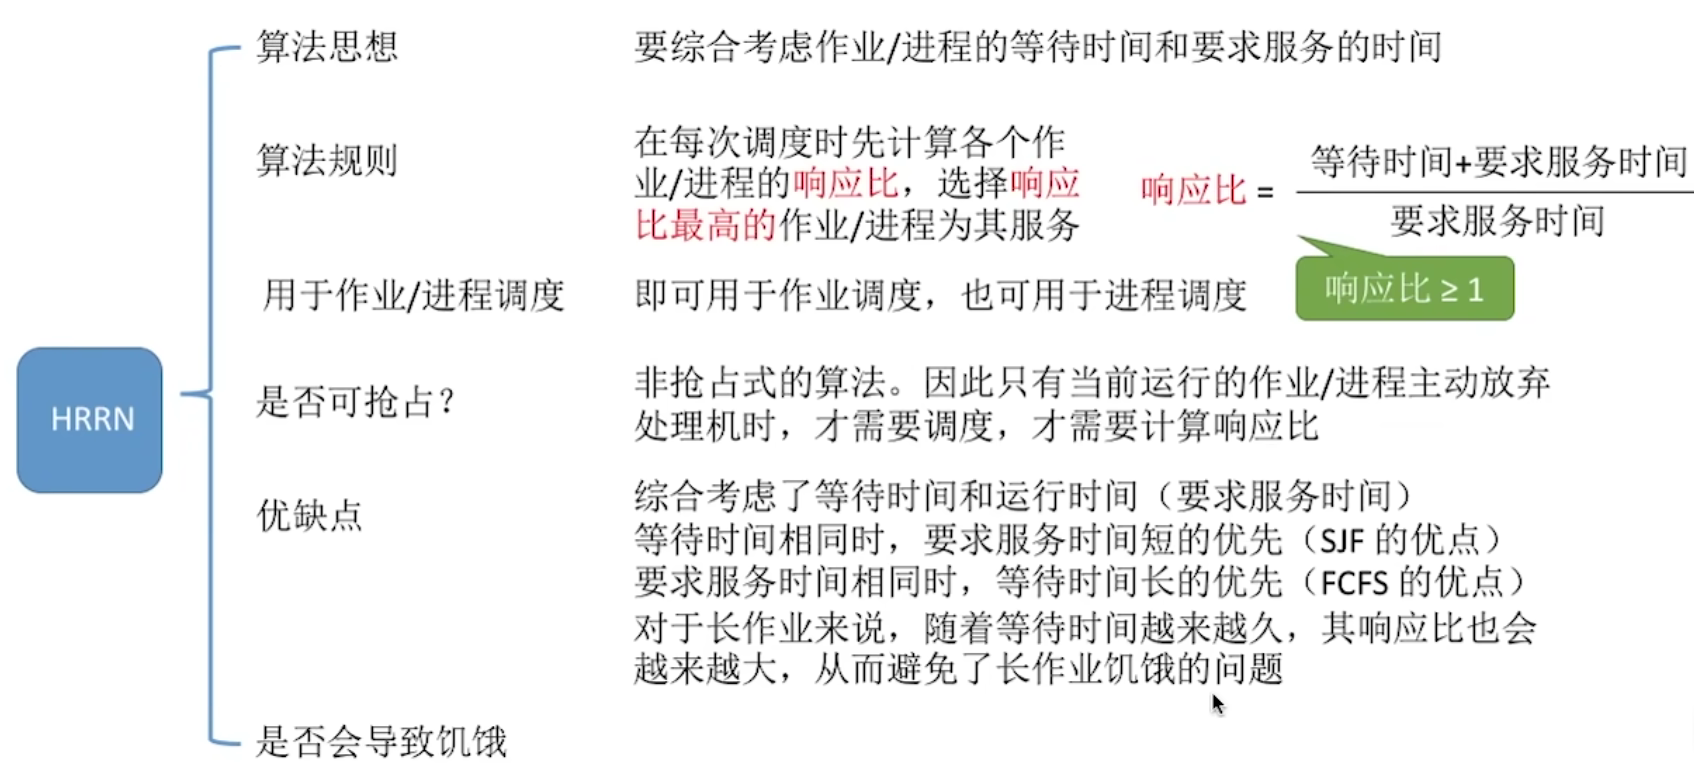 算法思想
要综合考虑作业/进程的等待时间和要求服务的时间
算法规则
在每次调度时先计算各个作
业/进程的响应比，选择响应
比最高的作业/进程为其服务
响应比 =
等待时间+要求服务时间
要求服务时间
响应比 ≥ 1
用于作业/进程调度
即可用于作业调度，也可用于进程调度
HRRN
是否可抢占？
非抢占式的算法。因此只有当前运行的作业/进程主动放弃
处理机时，才需要调度，才需要计算响应比
优缺点
综合考虑了等待时间和运行时间（要求服务时间）
等待时间相同时，要求服务时间短的优先（SJF 的优点）
要求服务时间相同时，等待时间长的优先（FCFS 的优点）
对于长作业来说，随着等待时间越来越久，其响应比也会
越来越大，从而避免了长作业饥饿的问题
是否会导致饥饿